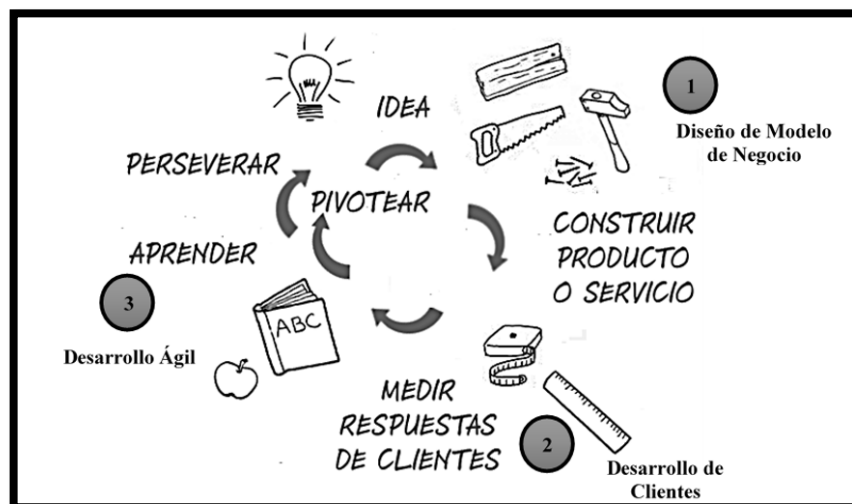 IDEA
1
Diseño de Modelo
de Negocio
PERSEVERAR
PIVOTEAR
CONSTRUIR
PRODUCTO
O SERVICIO
APRENDER
3
ABC
Desarrollo Ágil
MEDIR
RESPUESTAS
DE CLIENTES
2
Desarrollo de
Clientes